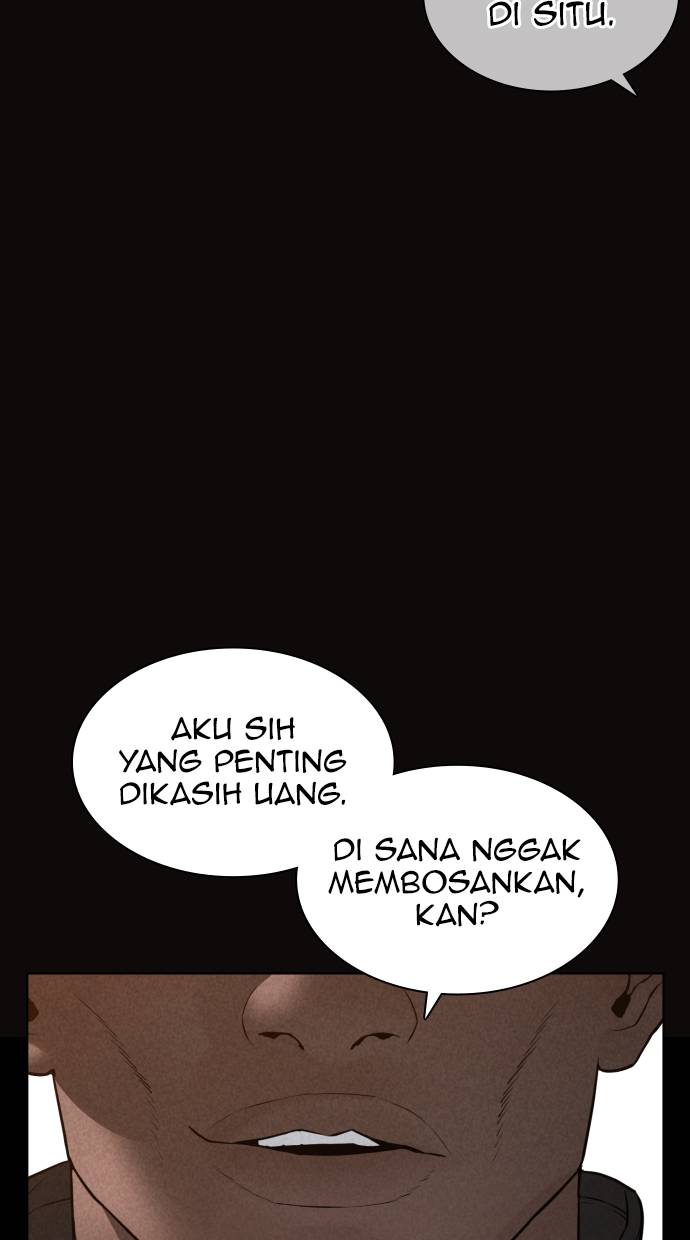 DI SITU.
AKU SIH
YANG PENTING
DIKASIH UANG.
DI SANA NGGAK
MEMBOSANKAN,
KAN?